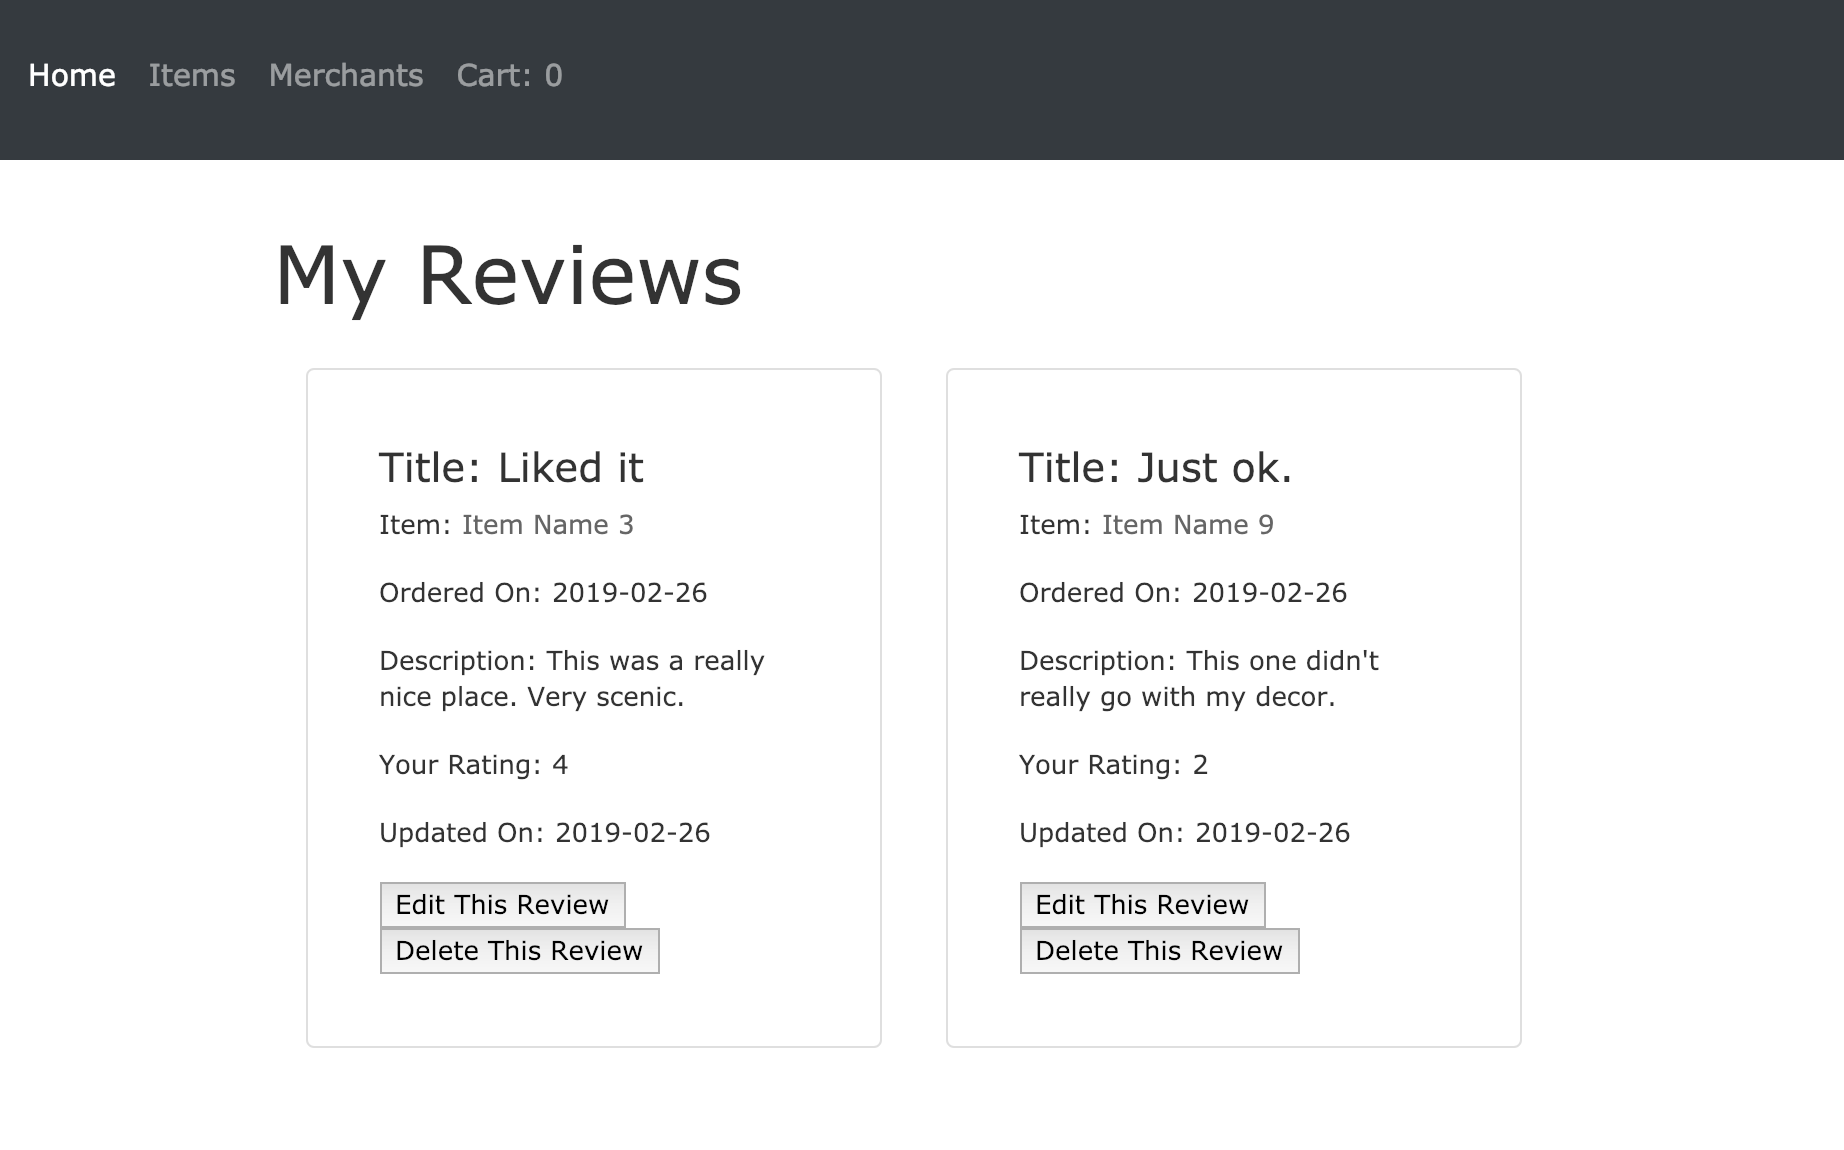 Home Items Merchants Cart: 0
My Reviews
Title: Liked it
Item: Item Name 3
Ordered On: 2019-02-26
Description: This was a really
nice place. Very scenic.
Your Rating: 4
Updated On: 2019-02-26
Edit This Review
Delete This Review
Title: Just ok.
Item: Item Name 9
Ordered On: 2019-02-26
Description: This one didn't
really go with my decor.
Your Rating: 2
Updated On: 2019-02-26
Edit This Review
Delete This Review